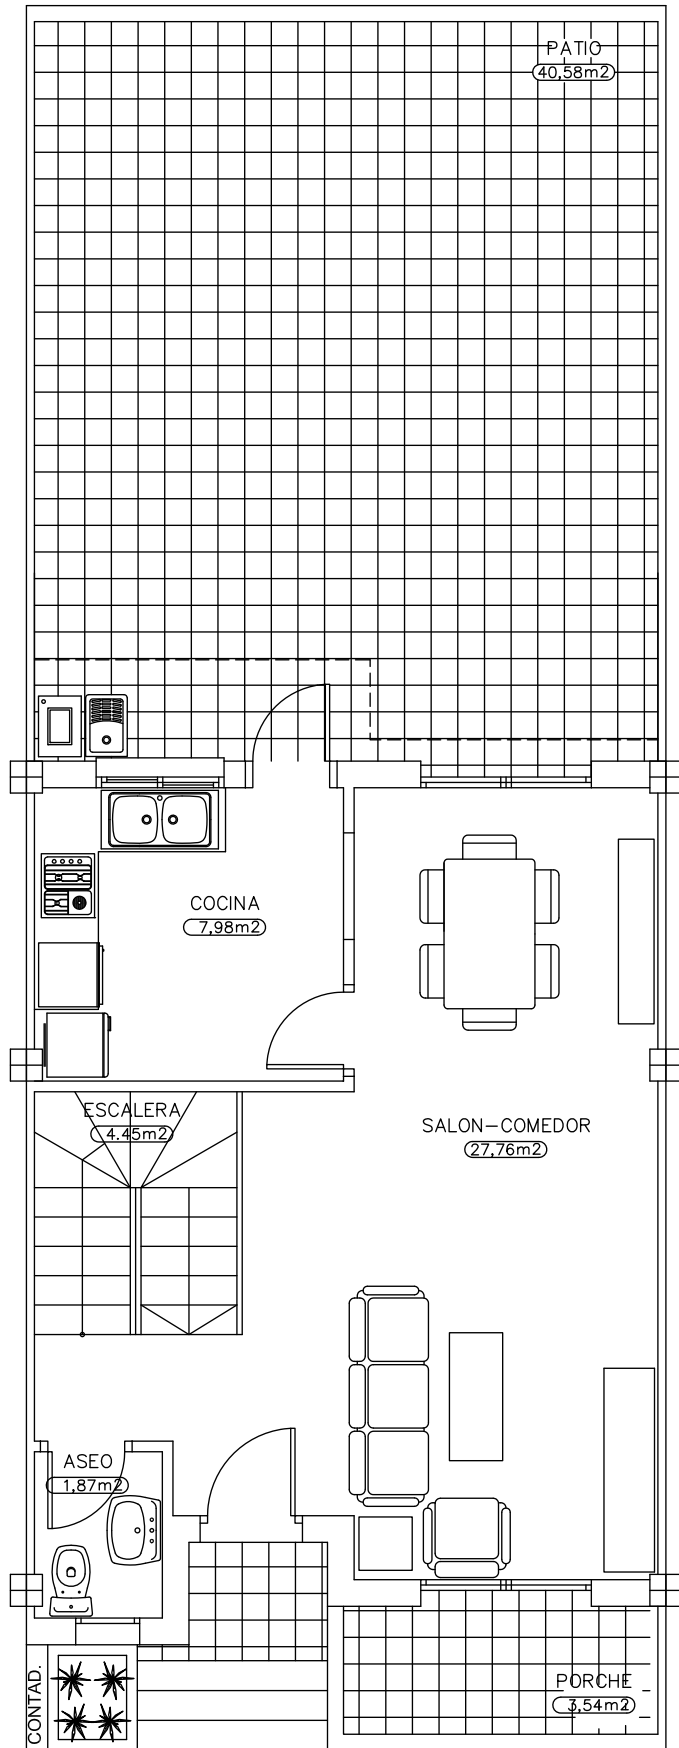 PATIO
40,58m2
COCINA
7,98m2
ESCALERA
4.45m2
SALON-COMEDOR
27,76m2
ASEO
1,87m2
CONTAD.
PORCHE
3,54m2